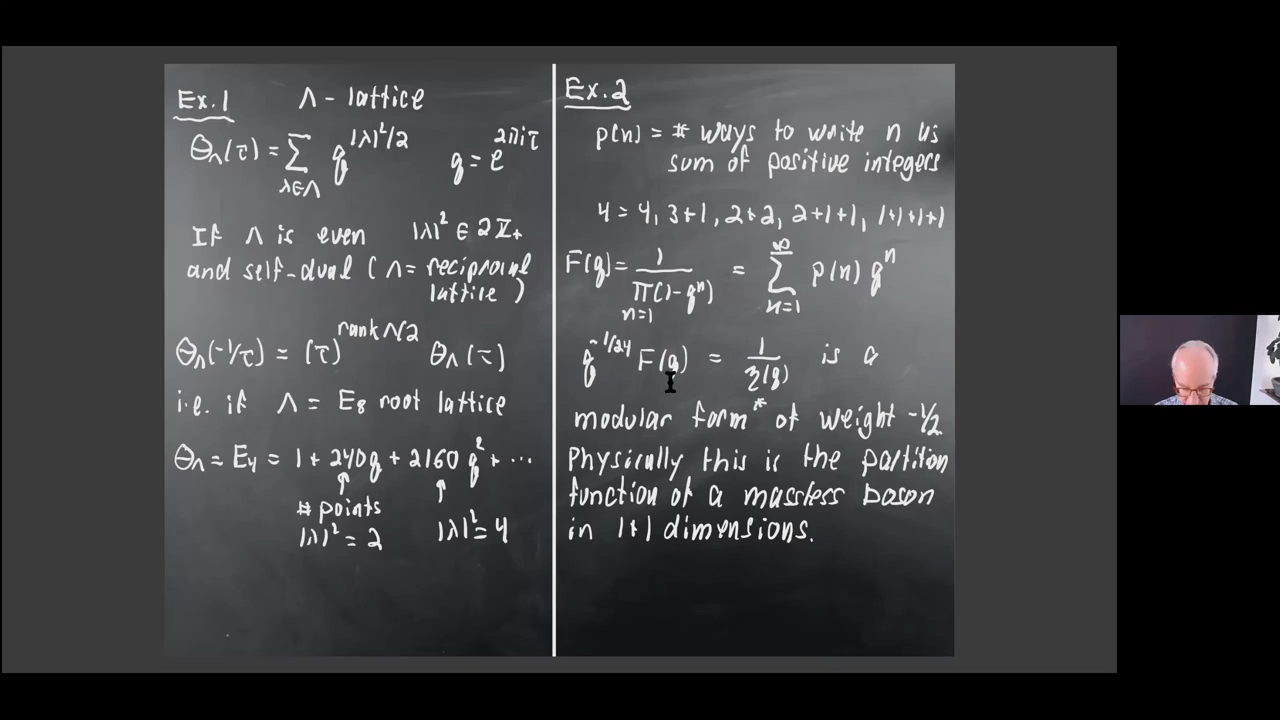 Ex.1 Λ - lattice
Θ_Λ(τ) = Σ_{λ∈Λ} q^{|λ|²/2} q = e^{2πiτ}
If Λ is even |λ|² ∈ 2ℤ₊
and self-dual (Λ = reciprocal
lattice)
Θ_Λ(-1/τ) = (τ)^{rank Λ/2} Θ_Λ(τ)
i.e. if Λ = E₈ root lattice
Θ_Λ = E₄ = 1 + 240q + 2160 q² + ...
↑ ↑
# points
|λ|² = 2 |λ|² = 4
Ex.2
p(n) = # ways to write n as
sum of positive integers
4 = 4, 3+1, 2+2, 2+1+1, 1+1+1+1
F(q) = 1/Π_{n=1}(1-qⁿ) = Σ_{n=1}^{∞} p(n) qⁿ
q^{-1/24} F(q) = 1/η(q) is a
modular form* of weight -1/2.
Physically this is the partition
function of a massless boson
in 1+1 dimensions.